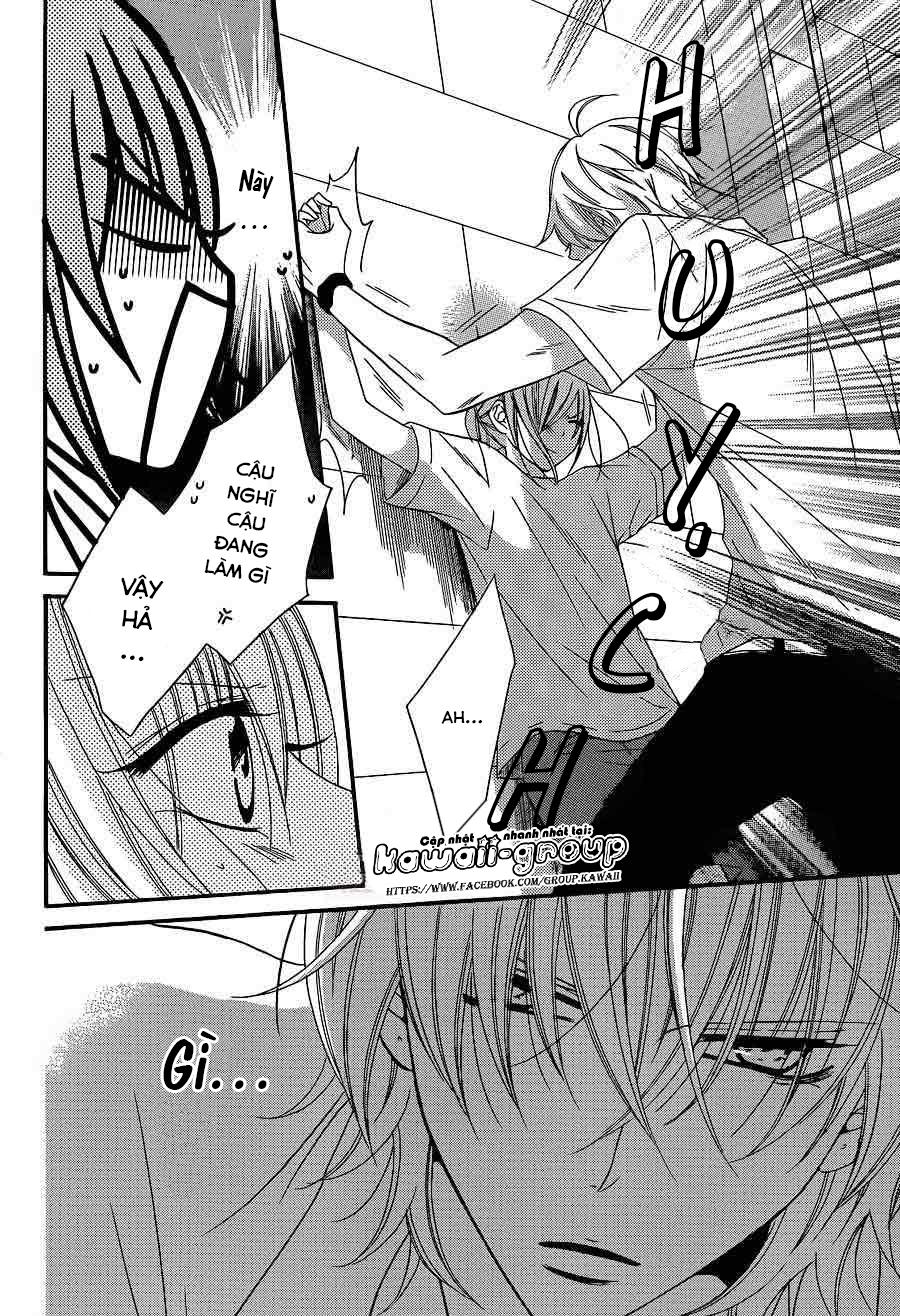 H
U
Ỵ
C
H
Này
...
CẬU
NGHĨ
CẬU
ĐANG
LÀM GÌ
VẬY
HẢ
...
AH...
Cập nhật nhanh nhất tại:
kawaii-group
HTTPS://WWW.FACEBOOK.COM/GROUP.KAWAII
Gì...